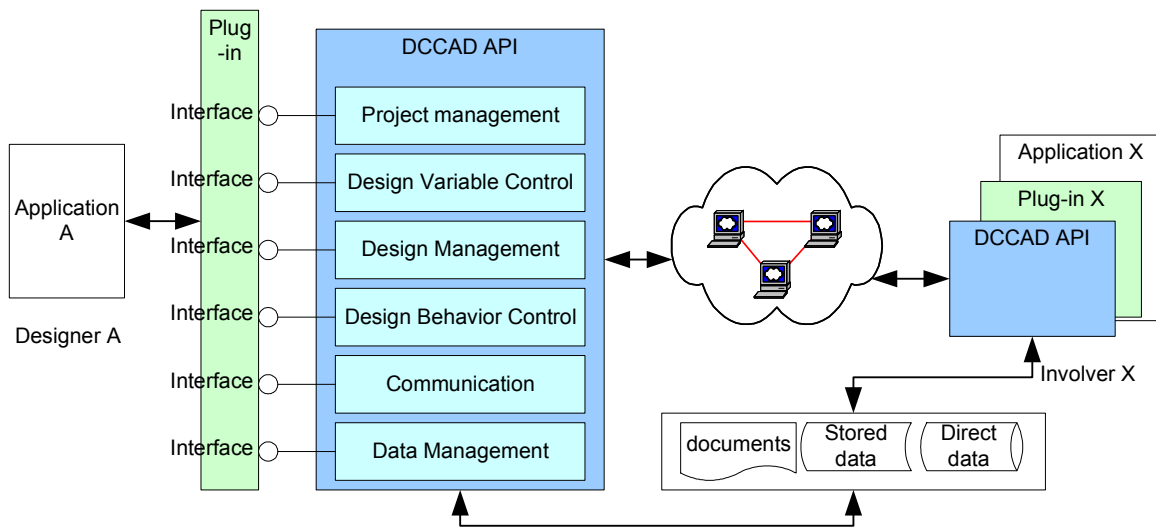 Plug
-in
DCCAD API
Interface
Project management
Interface
Design Variable Control
Interface
Design Management
Interface
Design Behavior Control
Interface
Communication
Interface
Data Management
Application
A
Designer A
Application X
Plug-in X
DCCAD API
Involver X
documents
Stored
data
Direct
data